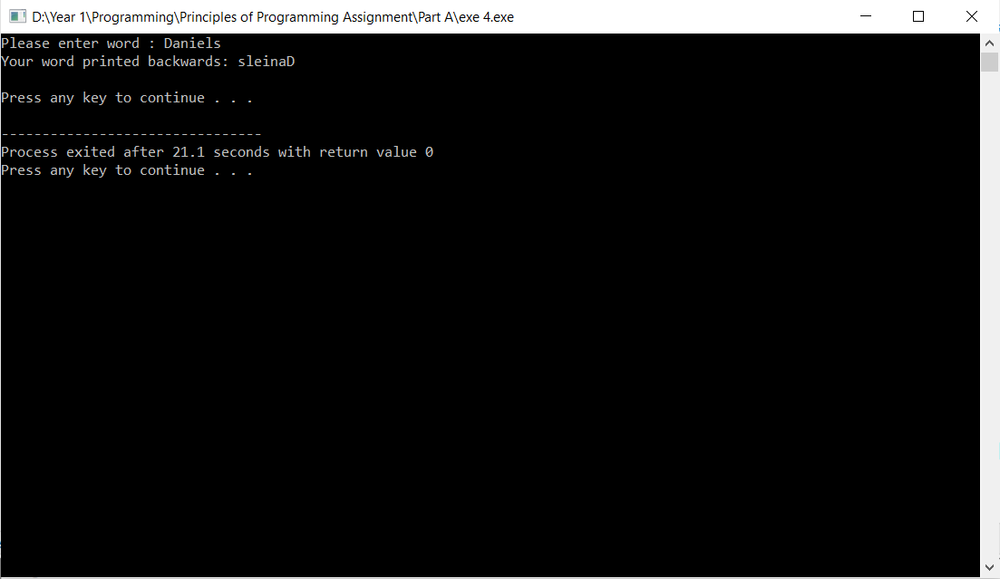 D:\Year 1\Programming\Principles of Programming Assignment\Part A\exe 4.exe
Please enter word : Daniels
Your word printed backwards: sleinaD
Press any key to continue . . .
--------------------------------
Process exited after 21.1 seconds with return value 0
Press any key to continue . . .